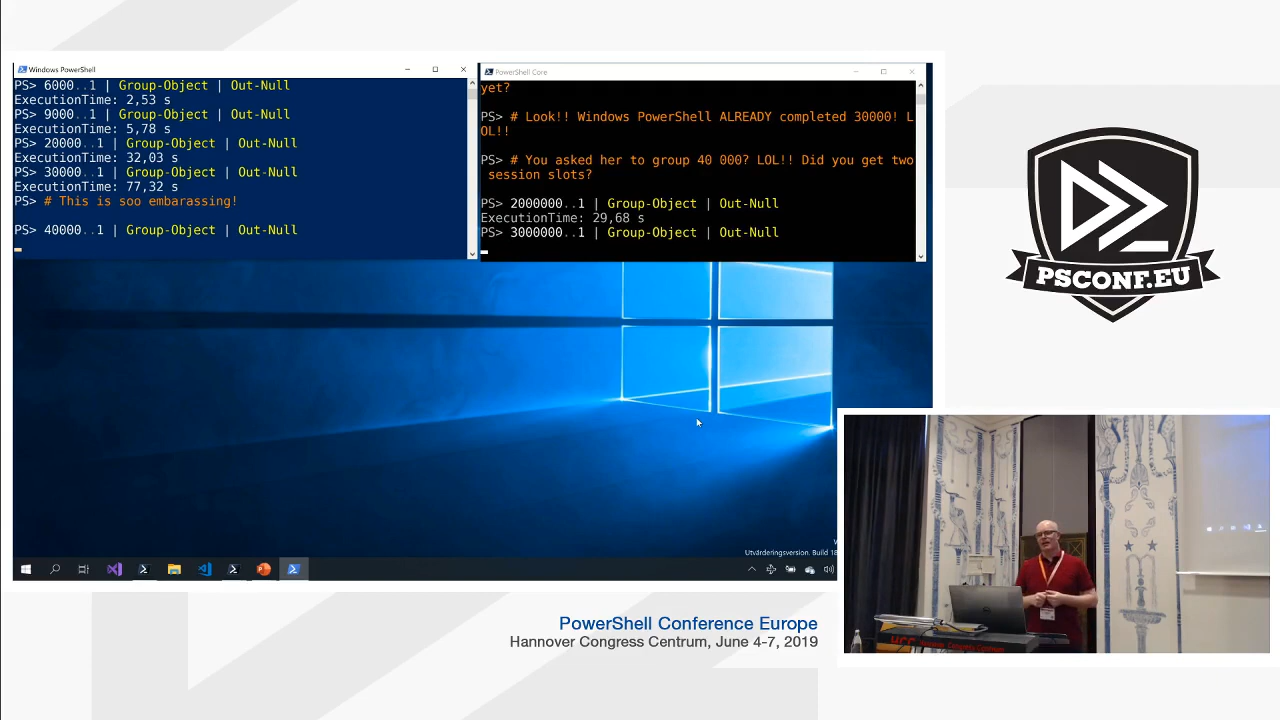 Windows PowerShell
PS> 6000..1 | Group-Object | Out-Null
ExecutionTime: 2,53 s
PS> 9000..1 | Group-Object | Out-Null
ExecutionTime: 5,78 s
PS> 20000..1 | Group-Object | Out-Null
ExecutionTime: 32,03 s
PS> 30000..1 | Group-Object | Out-Null
ExecutionTime: 77,32 s
PS> # This is soo embarassing!
PS> 40000..1 | Group-Object | Out-Null
PowerShell Core
yet?
PS> # Look!! Windows PowerShell ALREADY completed 30000! L
OL!!
PS> # You asked her to group 40 000? LOL!! Did you get two
session slots?
PS> 2000000..1 | Group-Object | Out-Null
ExecutionTime: 29,68 s
PS> 3000000..1 | Group-Object | Out-Null
PSCONF.EU
Utvärderingsversion. Build 18
PowerShell Conference Europe
Hannover Congress Centrum, June 4-7, 2019